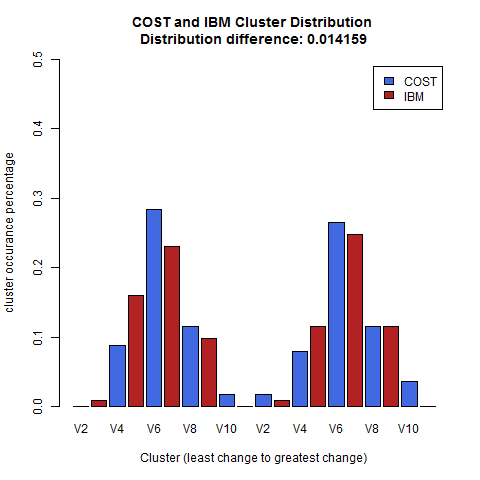 COST and IBM Cluster Distribution
Distribution difference: 0.014159
COST
IBM
cluster occurance percentage
0.5
0.4
0.3
0.2
0.1
0.0
V2 V4 V6 V8 V10 V2 V4 V6 V8 V10
Cluster (least change to greatest change)